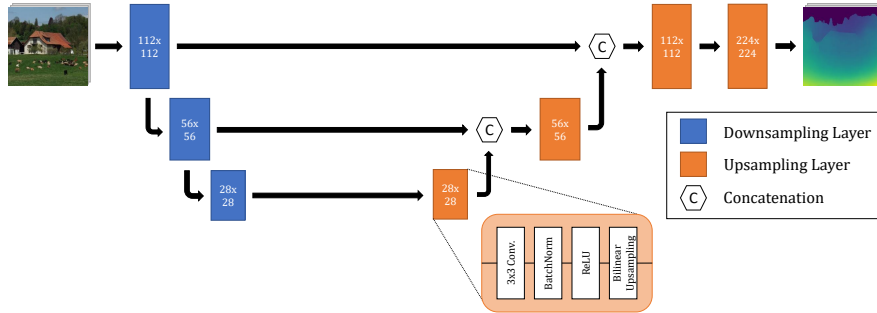 112x
112
C
112x
112
224x
224
56x
56
C
56x
56
28x
28
28x
28
Downsampling Layer
Upsampling Layer
C
Concatenation
3x3 Conv.
BatchNorm
ReLU
Bilinear
Upsampling